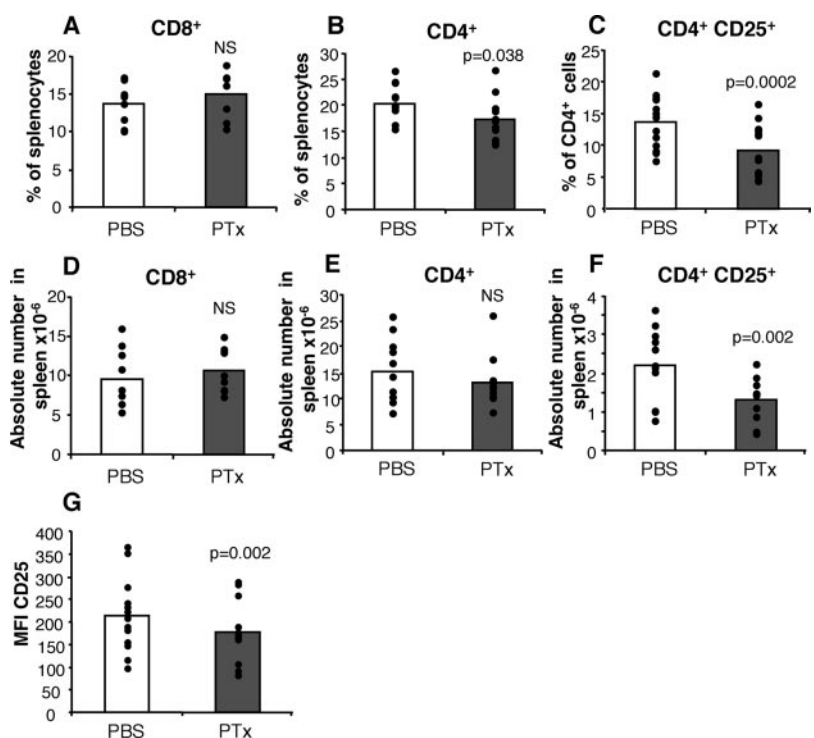 A
CD8⁺
% of splenocytes
20
15
10
5
0
NS
PBS
PTx
B
CD4⁺
% of splenocytes
30
25
20
15
10
5
0
p=0.038
PBS
PTx
C
CD4⁺ CD25⁺
% of CD4⁺ cells
25
20
15
10
5
0
p=0.0002
PBS
PTx
D
CD8⁺
Absolute number in
spleen x10⁻⁶
20
15
10
5
0
NS
PBS
PTx
E
CD4⁺
Absolute number in
spleen x10⁻⁶
30
25
20
15
10
5
0
NS
PBS
PTx
F
CD4⁺ CD25⁺
Absolute number in
spleen x10⁻⁶
4
3
2
1
0
p=0.002
PBS
PTx
G
MFI CD25
400
350
300
250
200
150
100
50
0
p=0.002
PBS
PTx